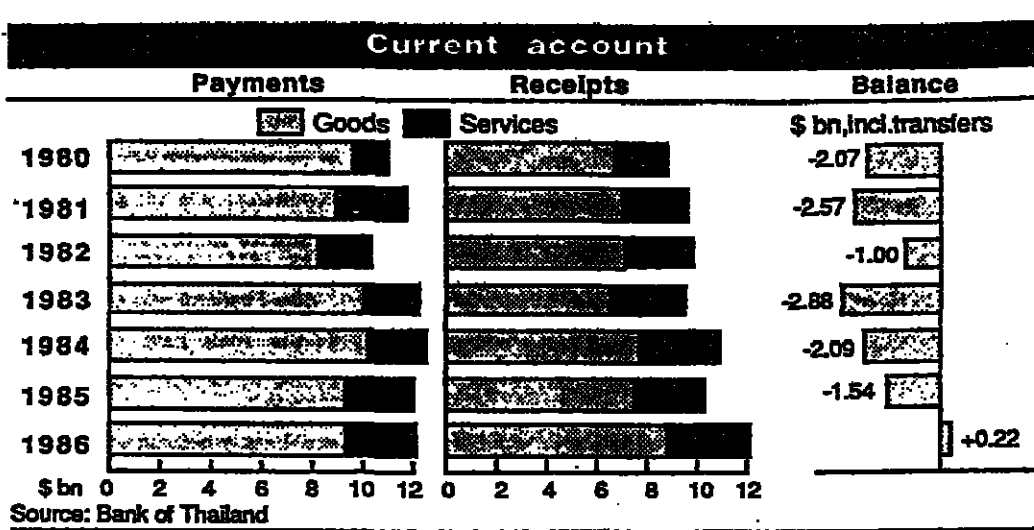 Current account
Payments Receipts Balance
Goods Services $ bn,incl.transfers
1980 -2.07
1981 -2.57
1982 -1.00
1983 -2.88
1984 -2.09
1985 -1.54
1986 +0.22
$ bn 0 2 4 6 8 10 12 0 2 4 6 8 10 12
Source: Bank of Thailand